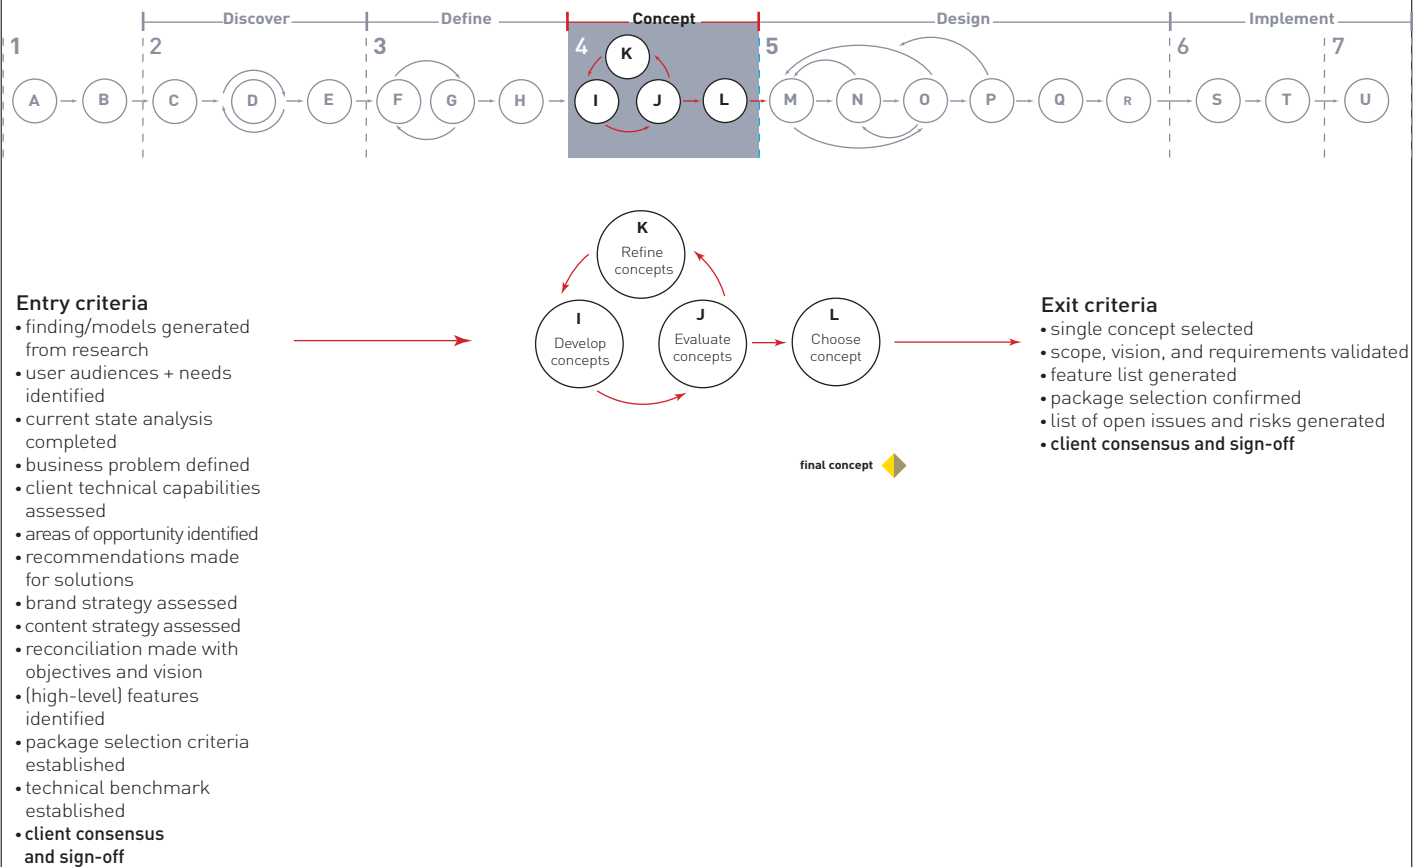 Discover
Define
Concept
Design
Implement
1
2
3
4
5
6
7
A
B
C
D
E
F
G
H
I
J
K
L
M
N
O
P
Q
R
S
T
U
K
Refine
concepts
I
Develop
concepts
J
Evaluate
concepts
L
Choose
concept
final concept
Entry criteria
• finding/models generated
from research
• user audiences + needs
identified
• current state analysis
completed
• business problem defined
• client technical capabilities
assessed
• areas of opportunity identified
• recommendations made
for solutions
• brand strategy assessed
• content strategy assessed
• reconciliation made with
objectives and vision
• (high-level) features
identified
• package selection criteria
established
• technical benchmark
established
• client consensus
and sign-off
Exit criteria
• single concept selected
• scope, vision, and requirements validated
• feature list generated
• package selection confirmed
• list of open issues and risks generated
• client consensus and sign-off